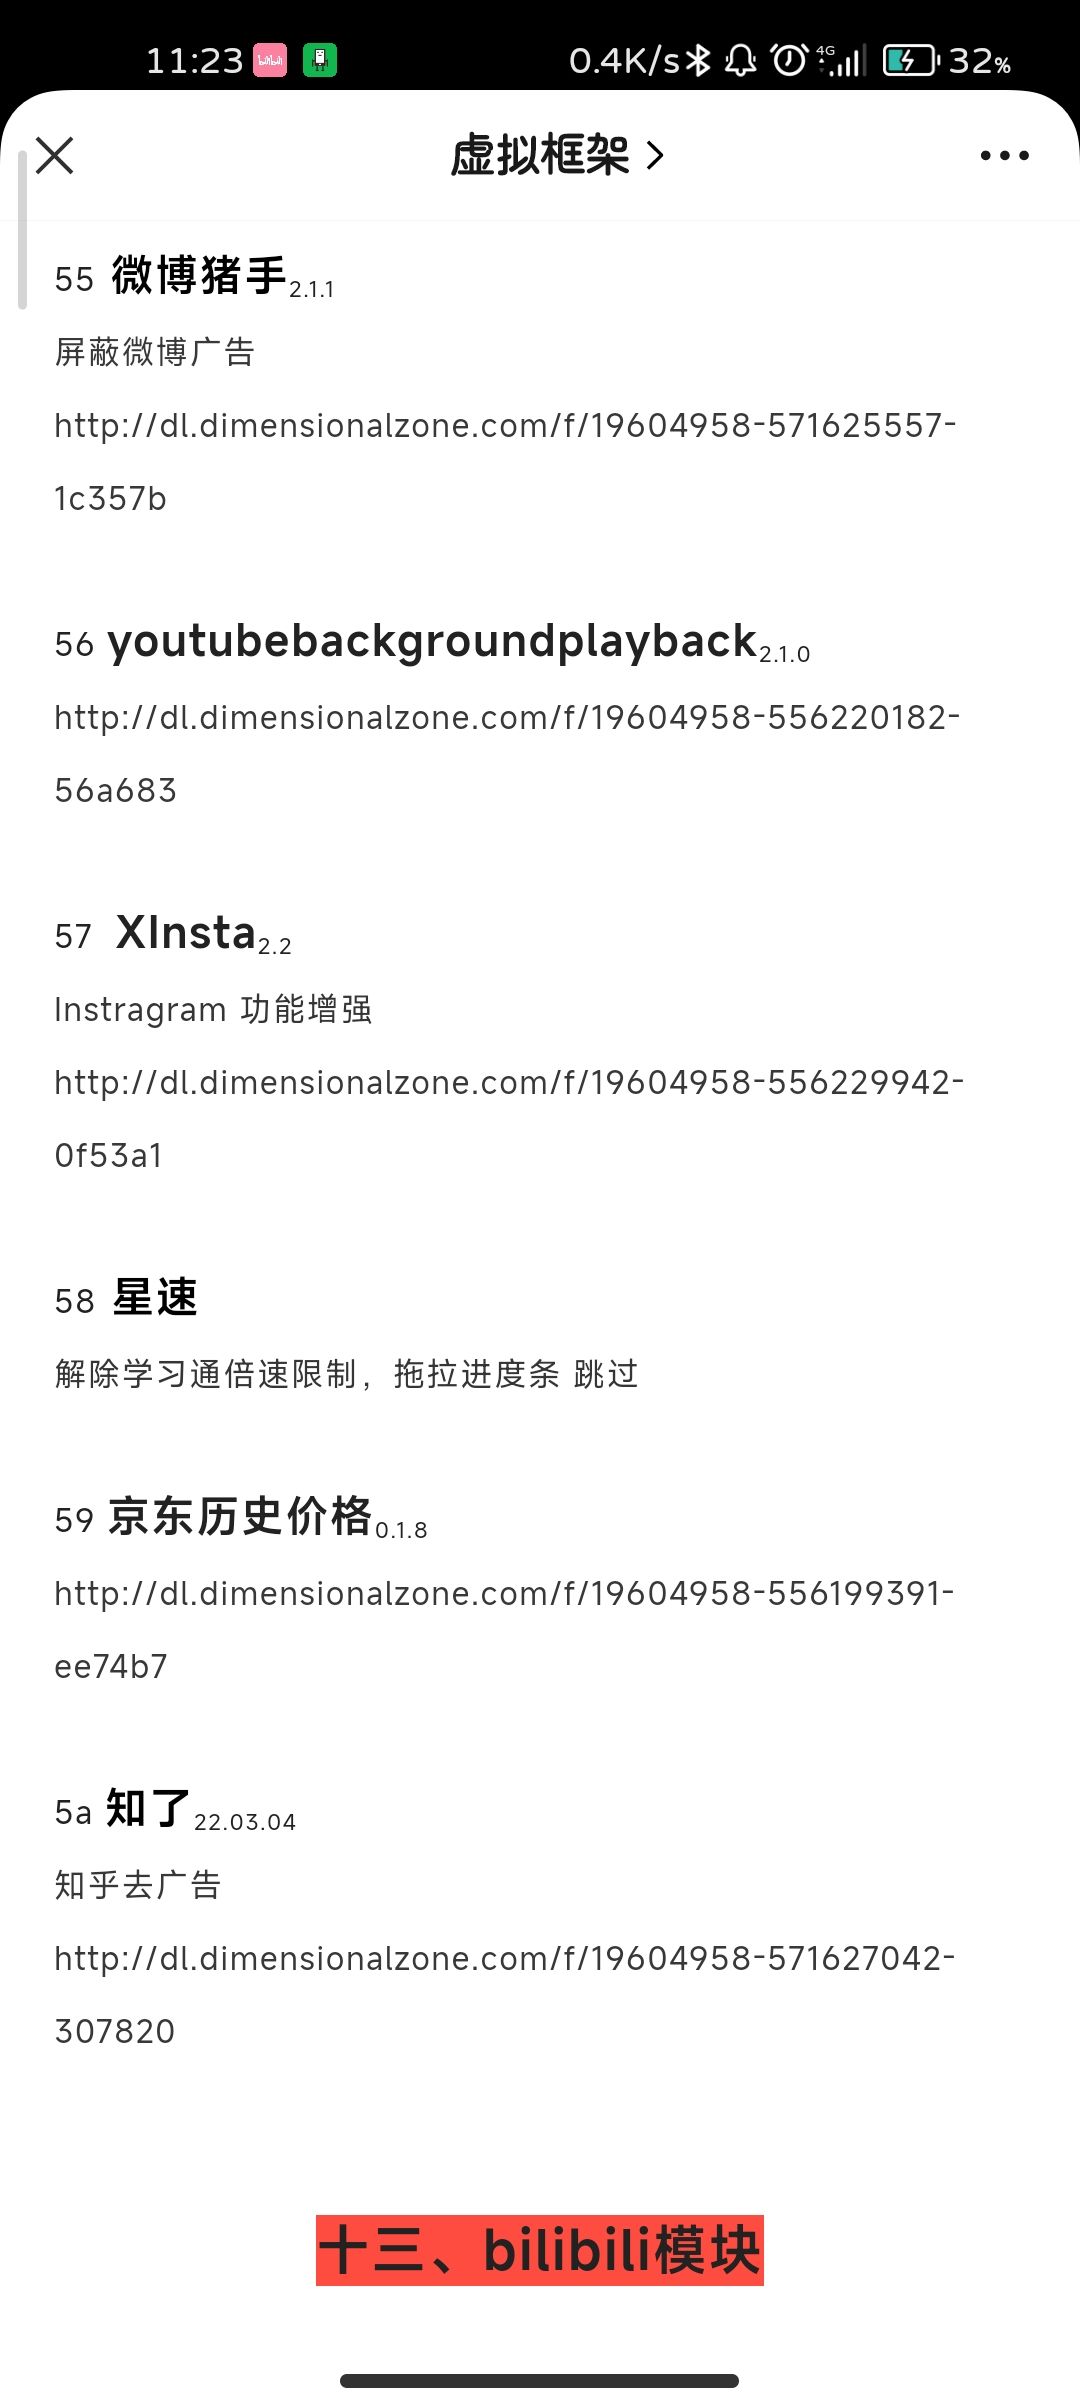 11:23 0.4K/s 4G 32%
虚拟框架
55 微博猪手2.1.1
屏蔽微博广告
http://dl.dimensionalzone.com/f/19604958-571625557-
1c357b
56 youtubebackgroundplayback2.1.0
http://dl.dimensionalzone.com/f/19604958-556220182-
56a683
57 XInsta2.2
Instragram 功能增强
http://dl.dimensionalzone.com/f/19604958-556229942-
0f53a1
58 星速
解除学习通倍速限制，拖拉进度条 跳过
59 京东历史价格0.1.8
http://dl.dimensionalzone.com/f/19604958-556199391-
ee74b7
5a 知了22.03.04
知乎去广告
http://dl.dimensionalzone.com/f/19604958-571627042-
307820
十三、bilibili模块